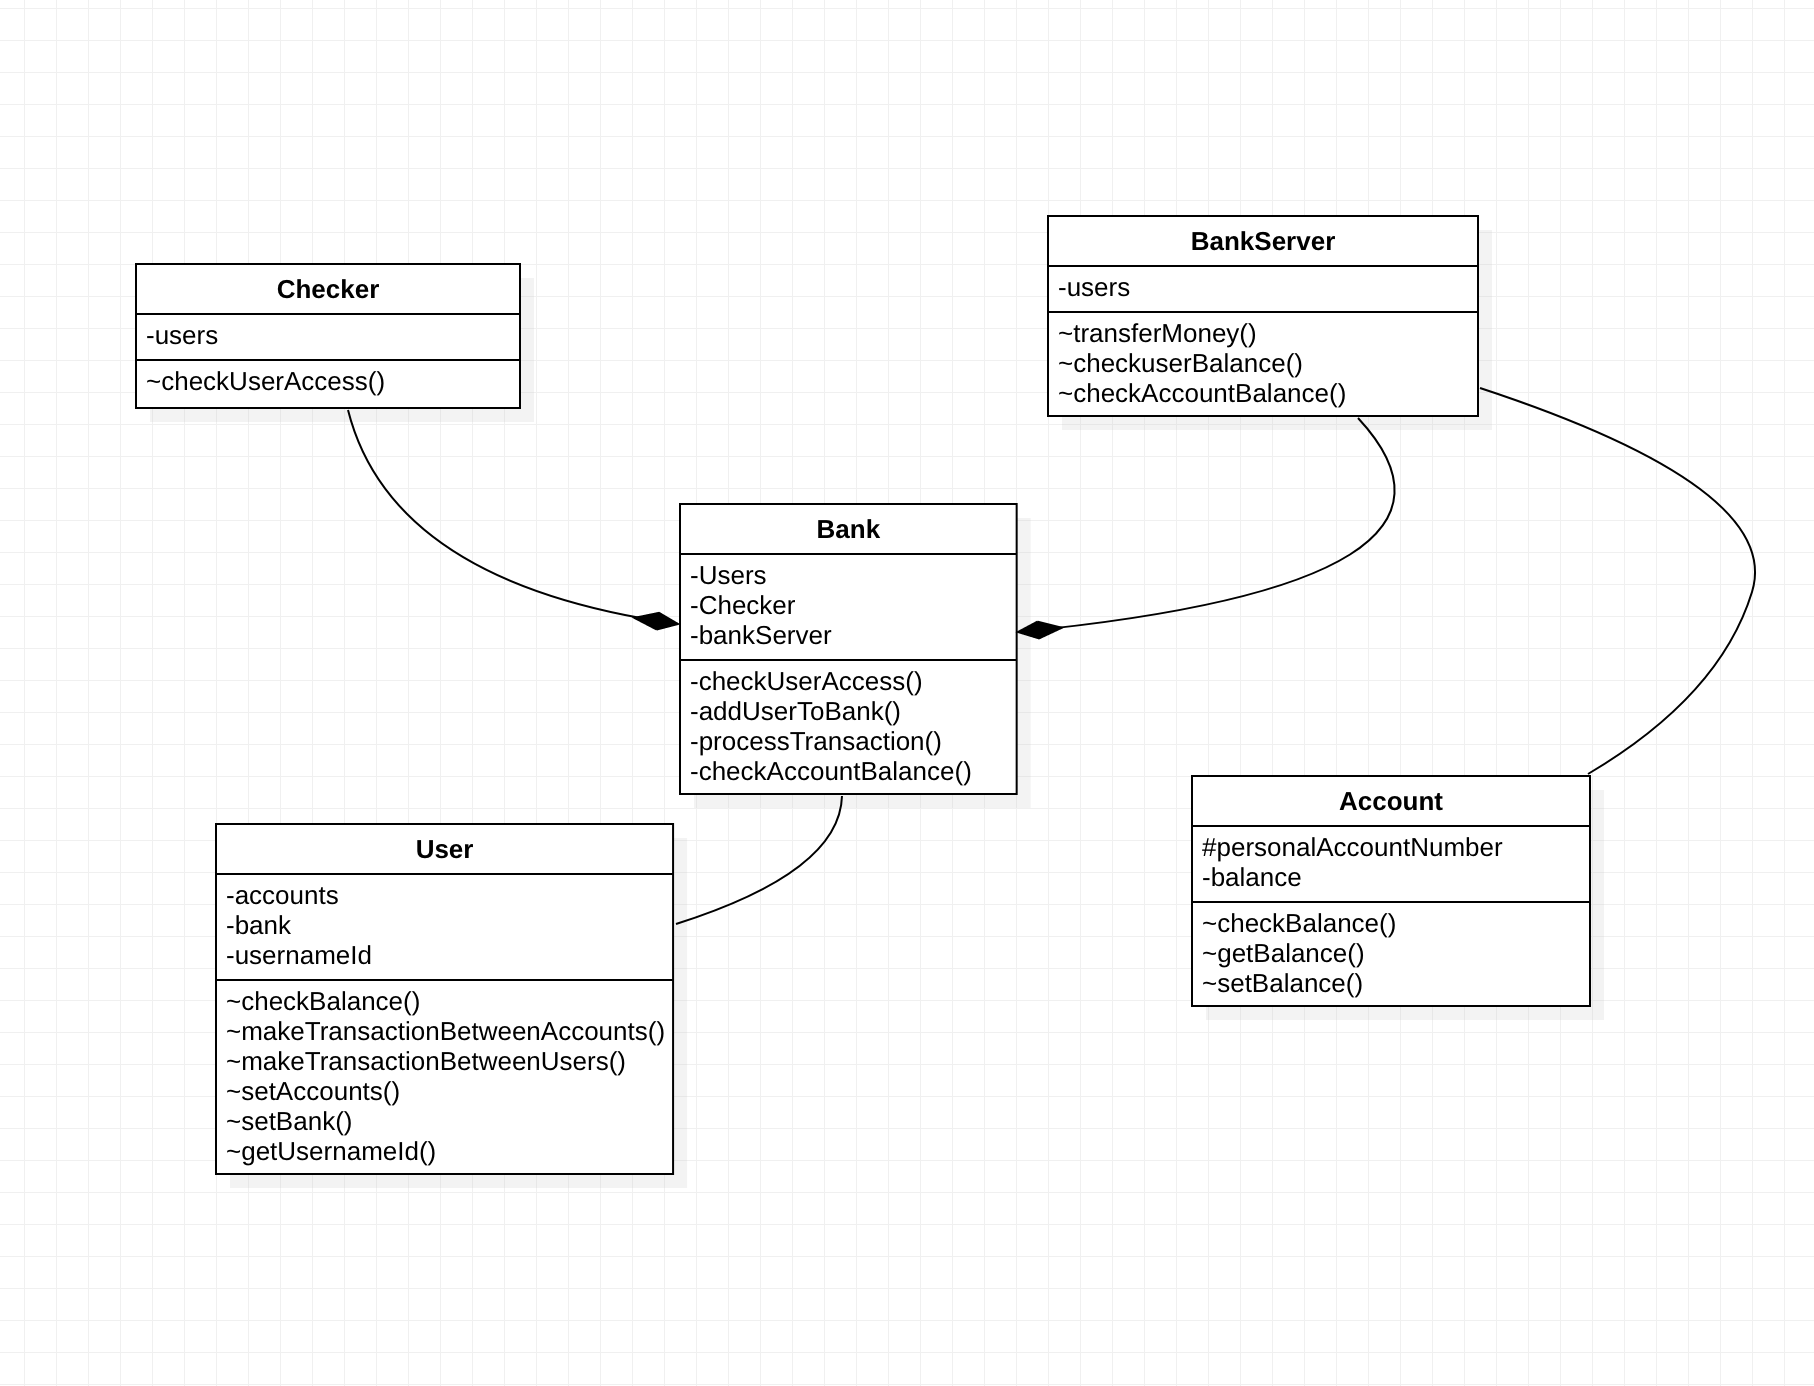 Checker
-users
~checkUserAccess()
BankServer
-users
~transferMoney()
~checkuserBalance()
~checkAccountBalance()
Bank
-Users
-Checker
-bankServer
-checkUserAccess()
-addUserToBank()
-processTransaction()
-checkAccountBalance()
User
-accounts
-bank
-usernameId
~checkBalance()
~makeTransactionBetweenAccounts()
~makeTransactionBetweenUsers()
~setAccounts()
~setBank()
~getUsernameId()
Account
#personalAccountNumber
-balance
~checkBalance()
~getBalance()
~setBalance()